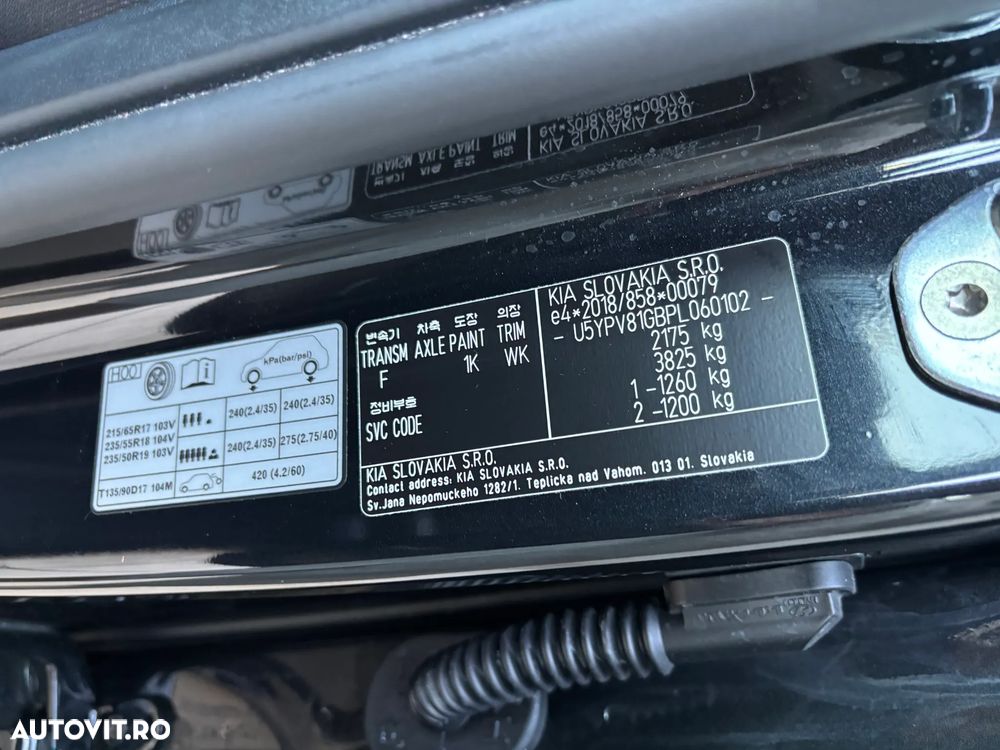 HOO
kPa(bar/psi)
215/65R17 103V
235/55R18 104V
235/50R19 103V
240(2.4/35) 240(2.4/35)
240(2.4/35) 275(2.75/40)
T135/90D17 104M
420 (4.2/60)
변속기 차축 도장 의장
TRANSM AXLE PAINT TRIM
F 1K WK
정비부호
SVC CODE
KIA SLOVAKIA S.R.O.
e4*2018/858*00079
- U5YPV81GBPL060102 -
2175 kg
3825 kg
1 -1260 kg
2 -1200 kg
KIA SLOVAKIA S.R.O.
Contact address: KIA SLOVAKIA S.R.O.
Sv.Jana Nepomuckeho 1282/1. Teplicka nad Vahom. 013 01. Slovakia
AUTOVIT.RO